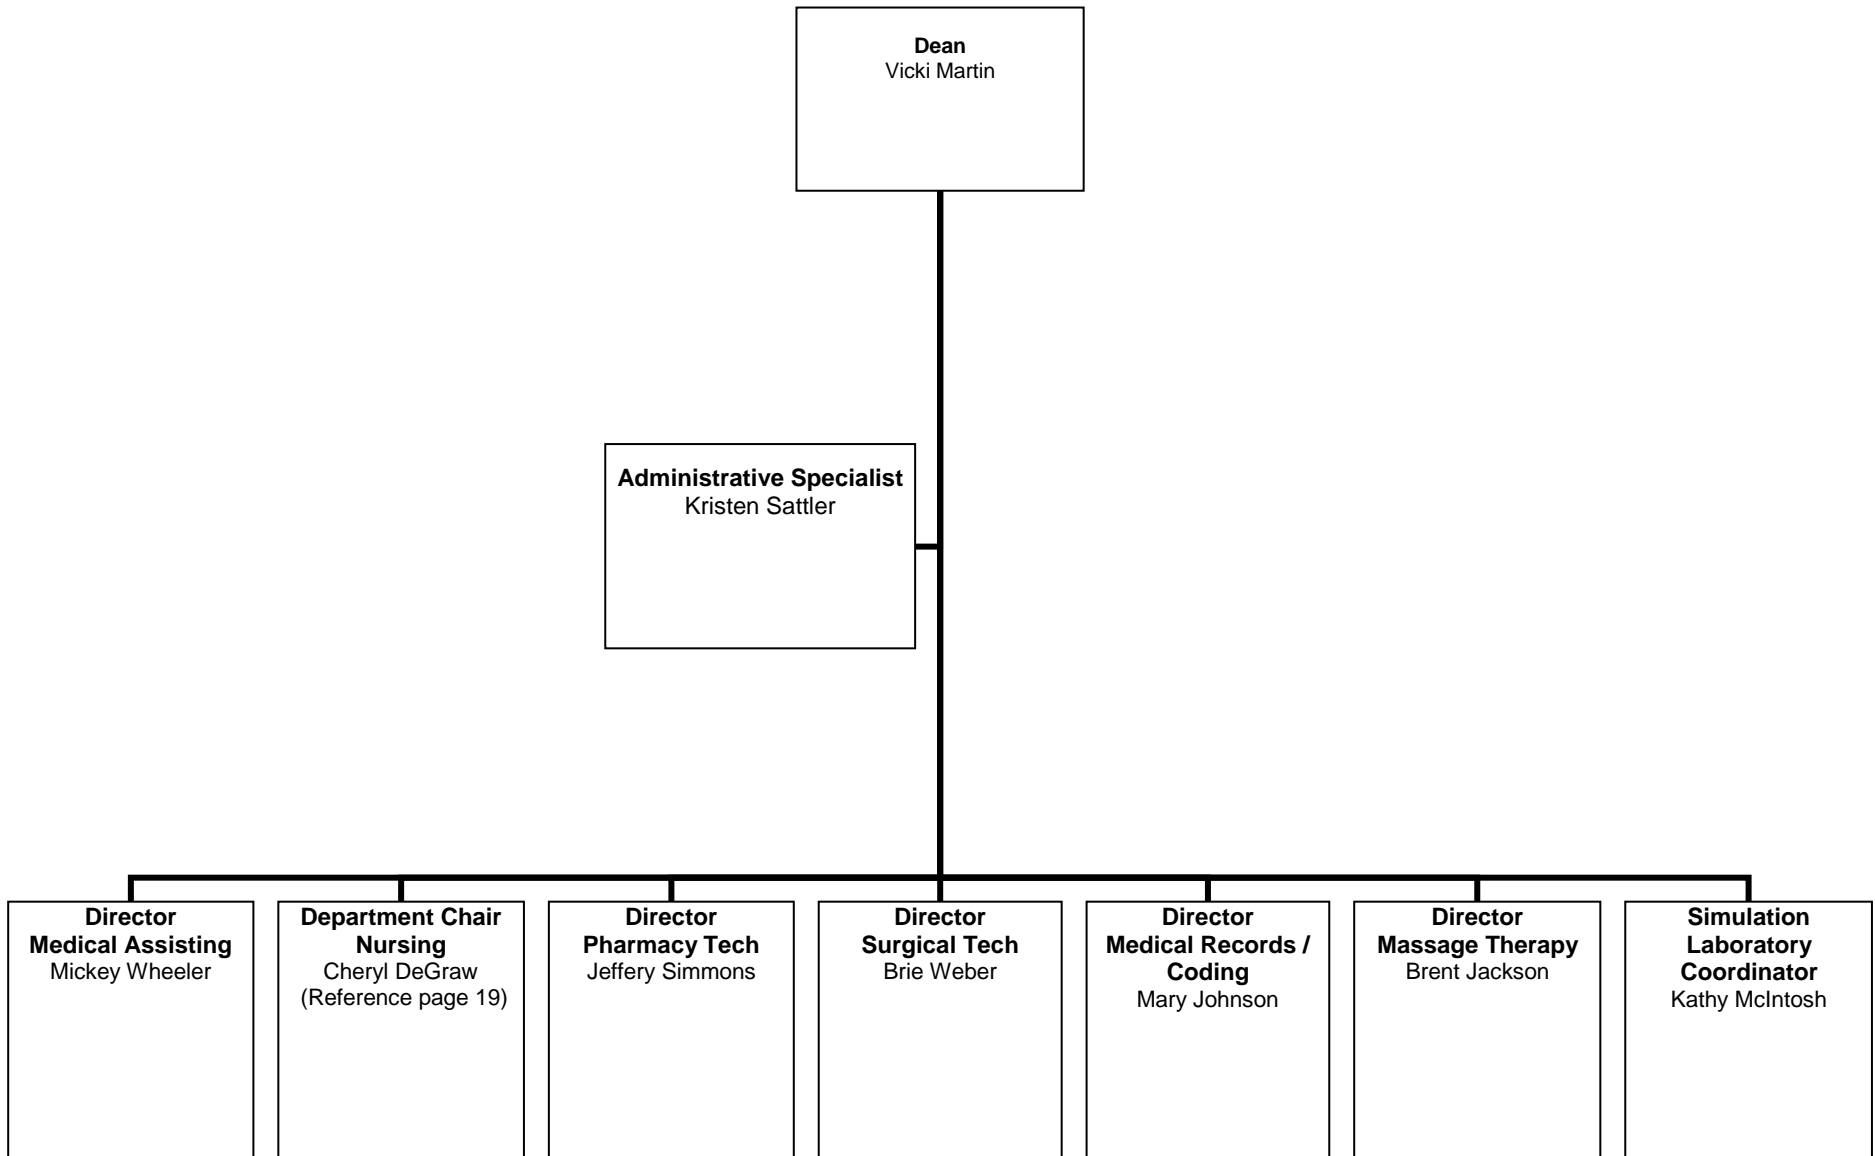 Dean
Vicki Martin
Administrative Specialist
Kristen Sattler
Director
Medical Assisting
Mickey Wheeler
Department Chair
Nursing
Cheryl DeGraw
(Reference page 19)
Director
Pharmacy Tech
Jeffery Simmons
Director
Surgical Tech
Brie Weber
Director
Medical Records /
Coding
Mary Johnson
Director
Massage Therapy
Brent Jackson
Simulation
Laboratory
Coordinator
Kathy McIntosh